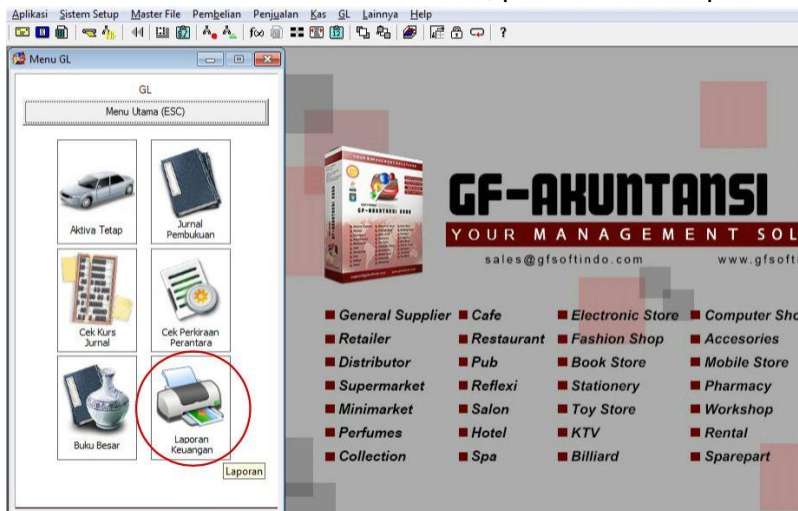 Aplikasi Sistem Setup Master File Pembelian Penjualan Kas GL Lainnya Help
f∞ ?
Menu GL
GL
Menu Utama (ESC)
Aktiva Tetap
Jurnal
Pembukuan
Cek Kurs
Jurnal
Cek Perkiraan
Perantara
Buku Besar
Laporan
Keuangan
Laporan
GF-AKUNTANSI
YOUR MANAGEMENT SOL
sales@gfsoftindo.com www.gfsofti
General Supplier Cafe Electronic Store Computer Sho
Retailer Restaurant Fashion Shop Accesories
Distributor Pub Book Store Mobile Store
Supermarket Reflexi Stationery Pharmacy
Minimarket Salon Toy Store Workshop
Perfumes Hotel KTV Rental
Collection Spa Billiard Sparepart